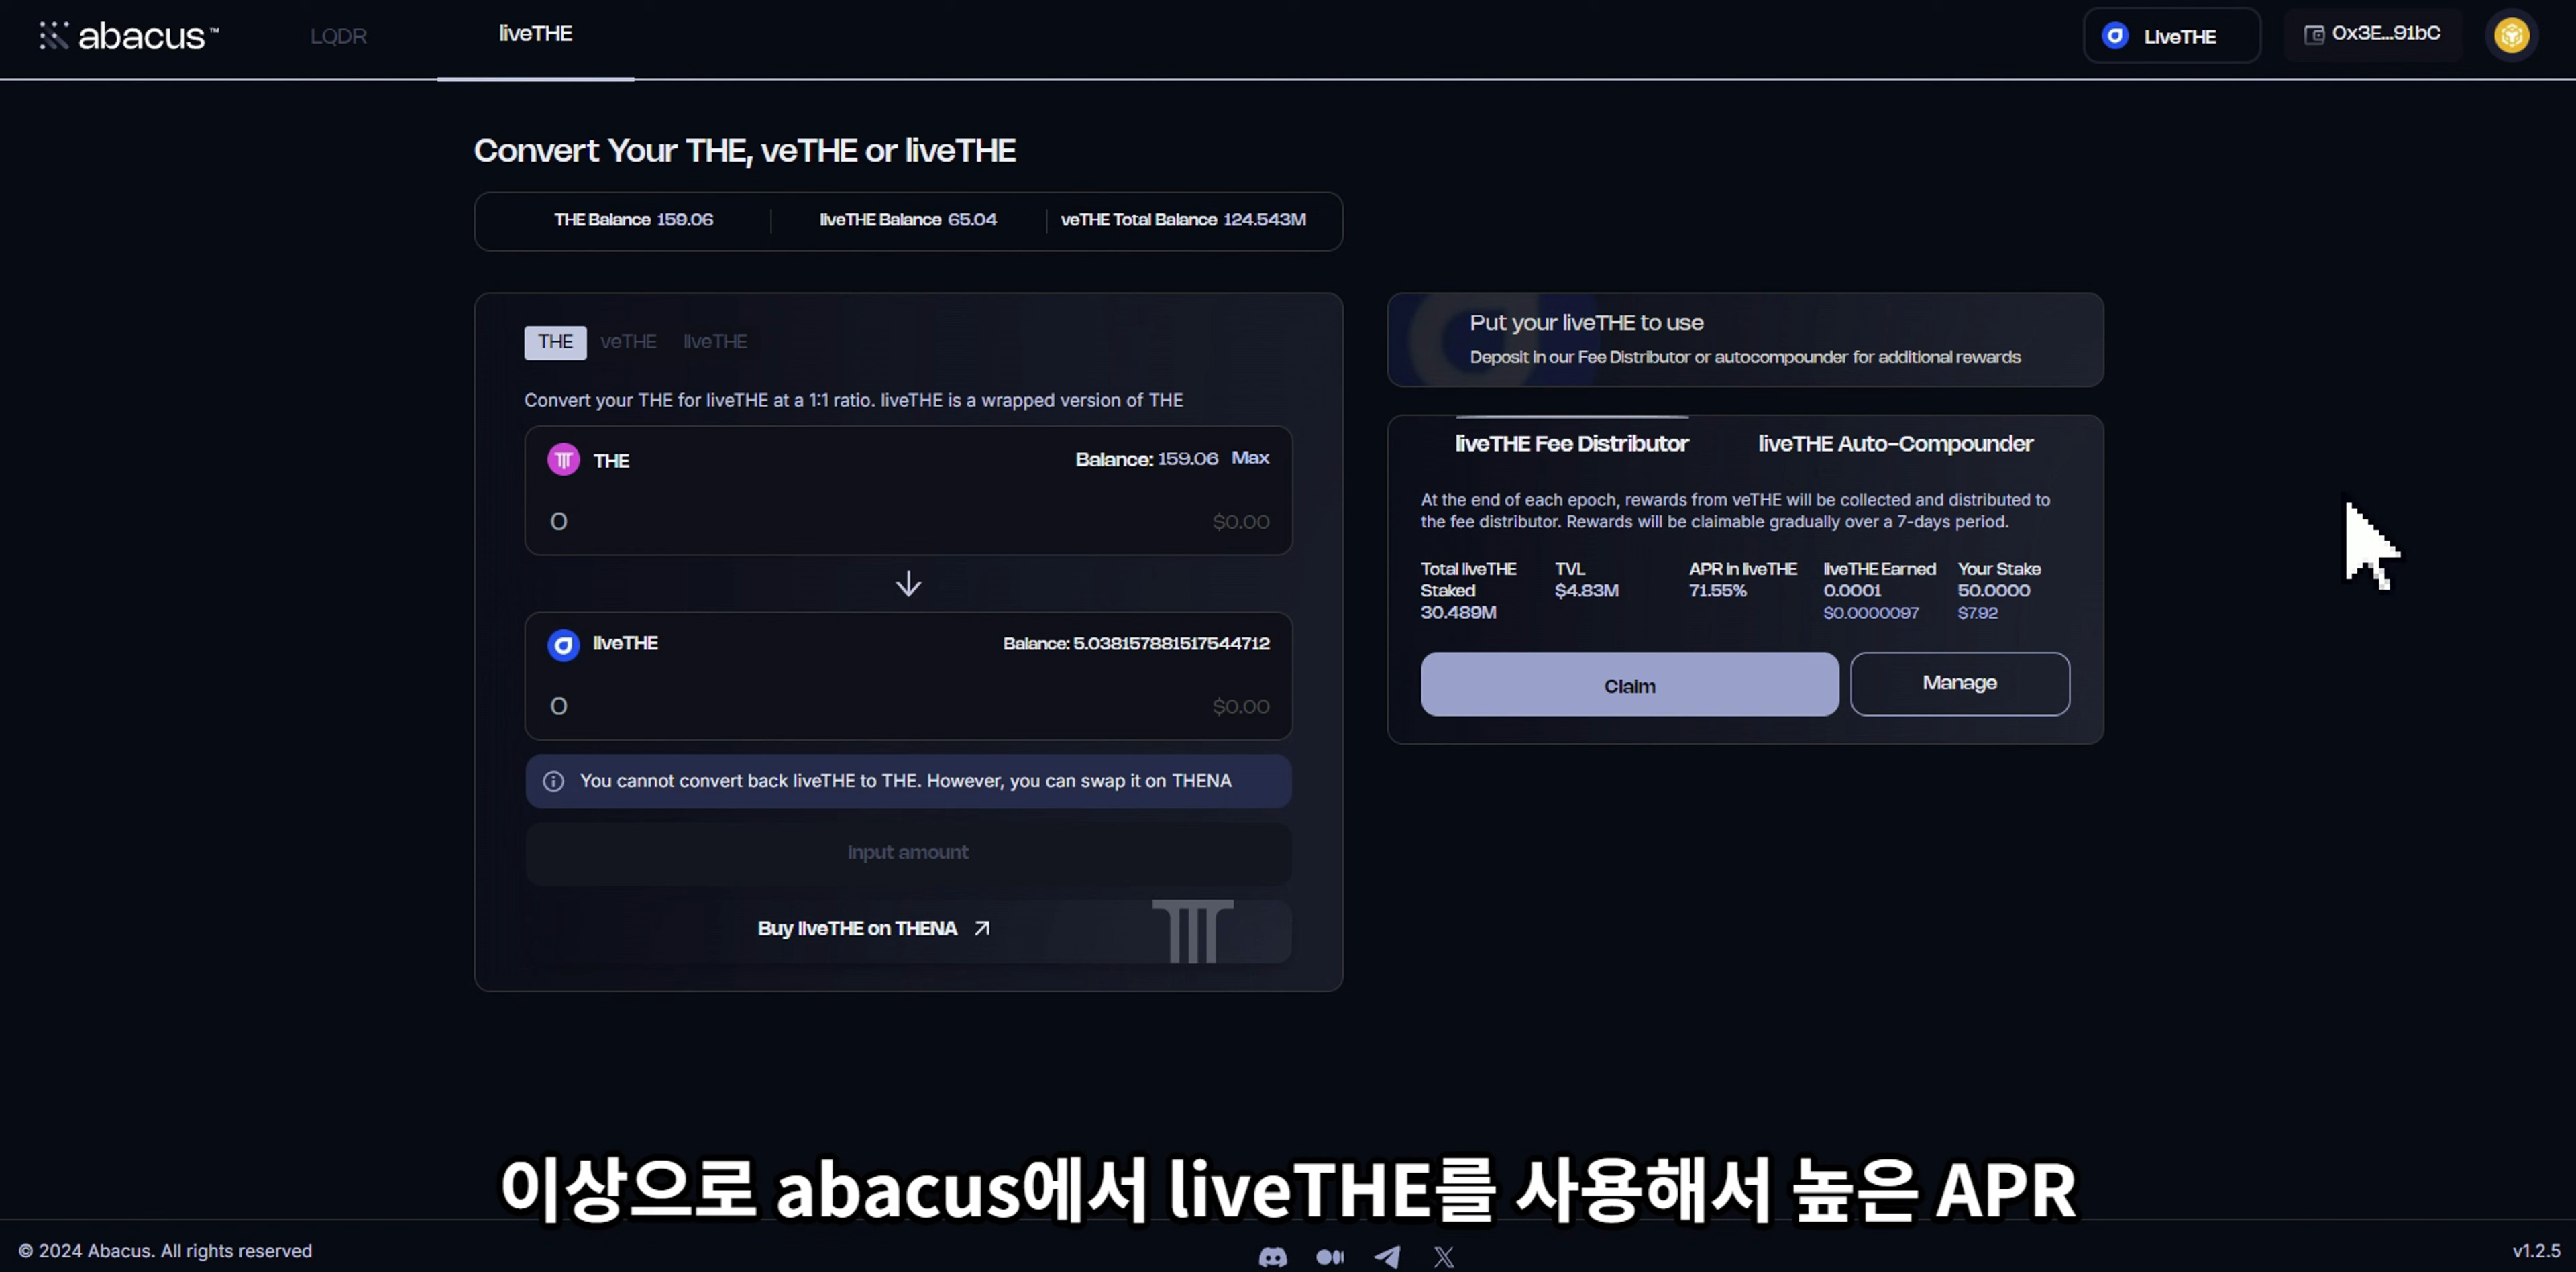 abacus™
LQDR
liveTHE
LiveTHE
0x3E...91bC
Convert Your THE, veTHE or liveTHE
THE Balance 159.06
liveTHE Balance 65.04
veTHE Total Balance 124.543M
THE veTHE liveTHE
Convert your THE for liveTHE at a 1:1 ratio. liveTHE is a wrapped version of THE
THE
Balance: 159.06 Max
0
$0.00
liveTHE
Balance: 5.038157881517544712
0
$0.00
You cannot convert back liveTHE to THE. However, you can swap it on THENA
Input amount
Buy liveTHE on THENA
Put your liveTHE to use
Deposit in our Fee Distributor or autocompounder for additional rewards
liveTHE Fee Distributor
liveTHE Auto-Compounder
At the end of each epoch, rewards from veTHE will be collected and distributed to
the fee distributor. Rewards will be claimable gradually over a 7-days period.
Total liveTHE
Staked
30.489M
TVL
$4.83M
APR in liveTHE
71.55%
liveTHE Earned
0.0001
$0.0000097
Your Stake
50.0000
$7.92
Claim
Manage
이상으로 abacus에서 liveTHE를 사용해서 높은 APR
© 2024 Abacus. All rights reserved
v1.2.5